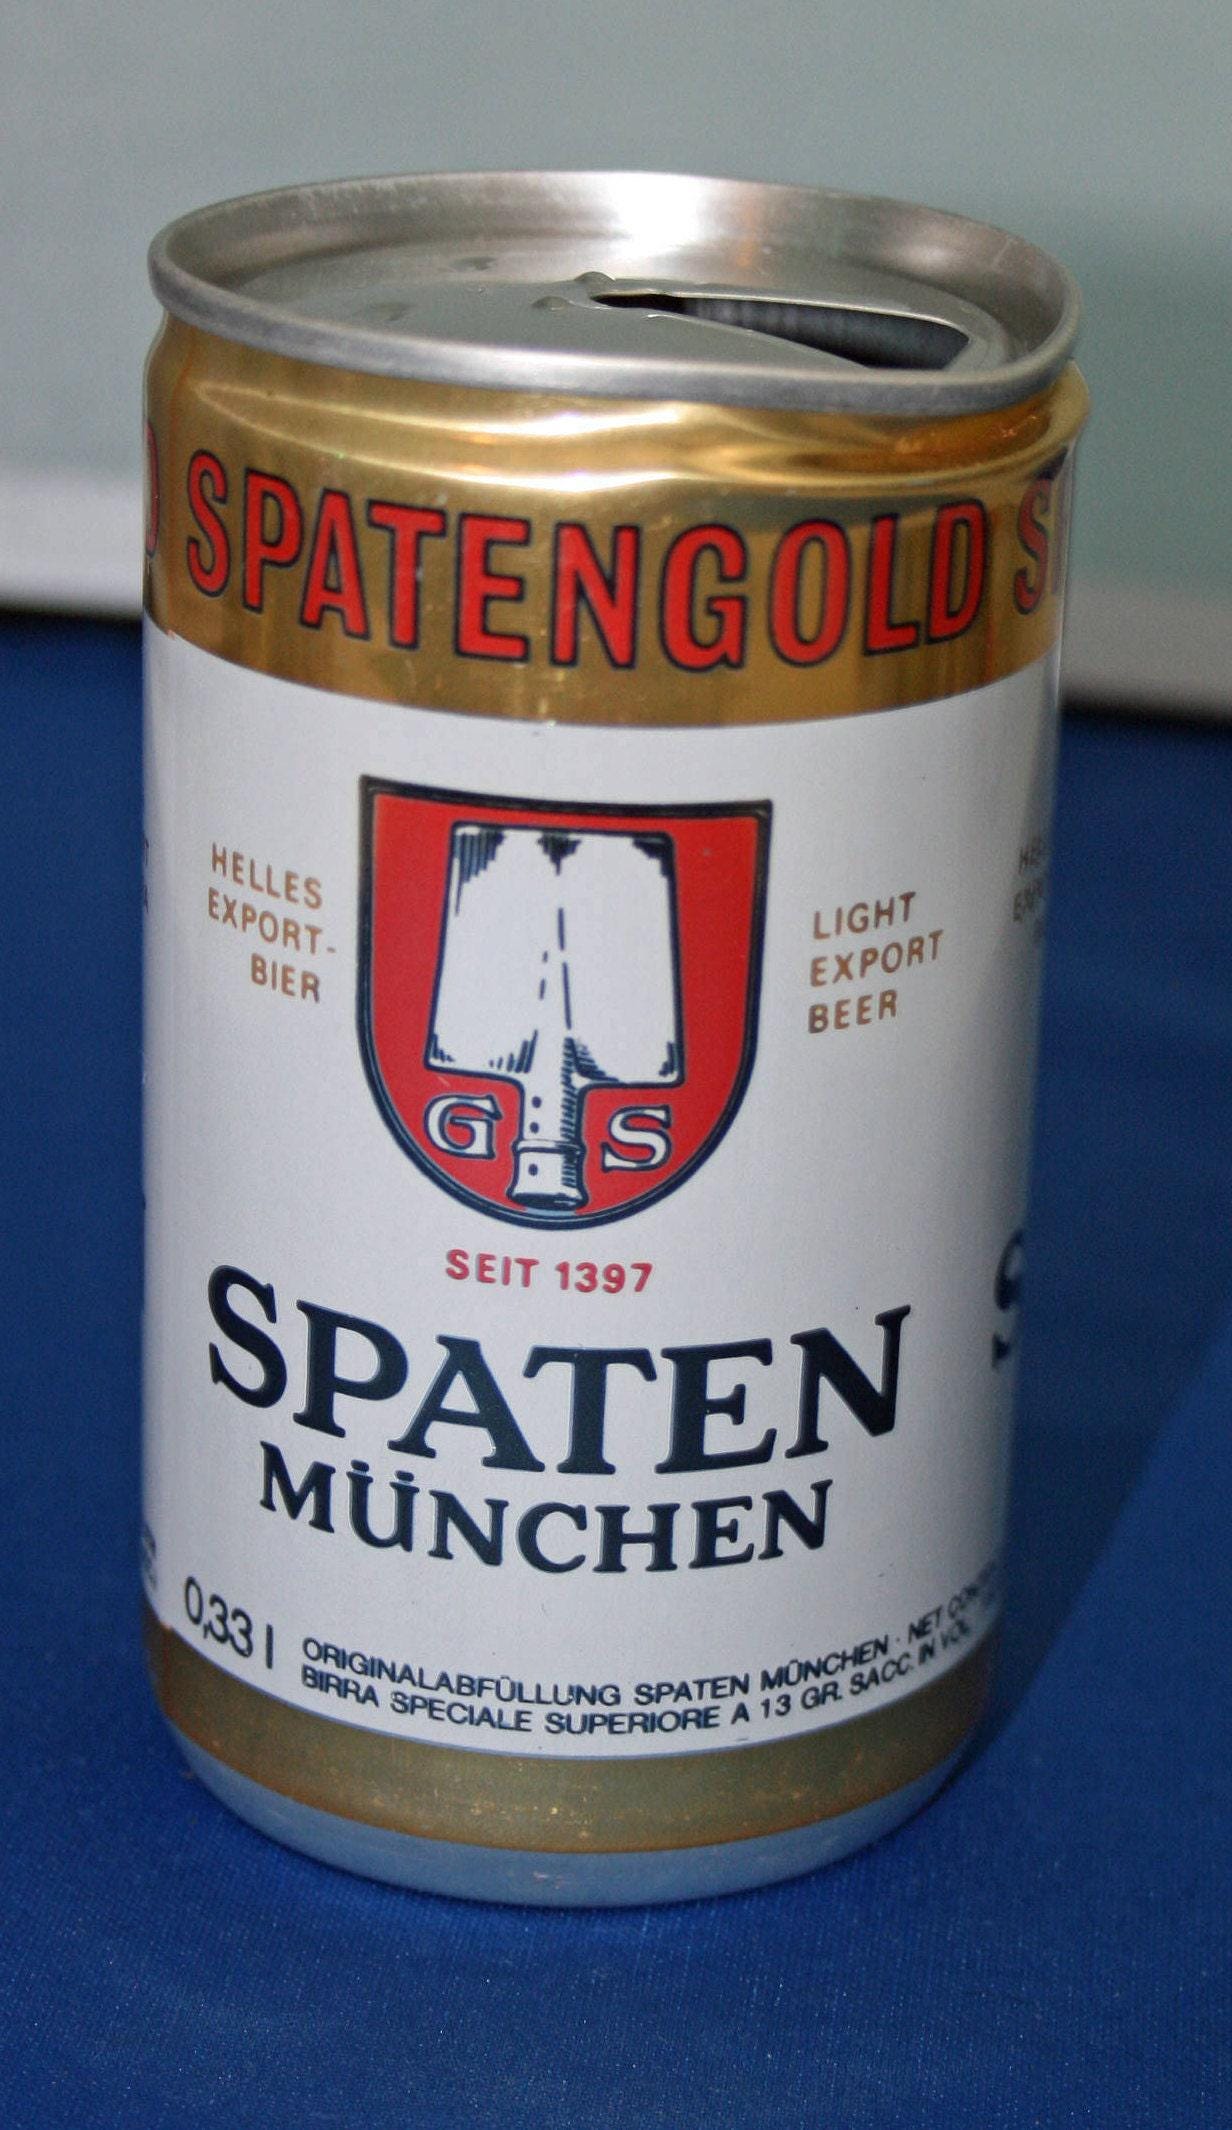 SPATENGOLD
HELLES
EXPORT-
BIER
LIGHT
EXPORT
BEER
G S
SEIT 1397
SPATEN
MÜNCHEN
0,33 l
ORIGINALABFÜLLUNG SPATEN MÜNCHEN · NET
BIRRA SPECIALE SUPERIORE A 13 GR. SACC. IN VOL.